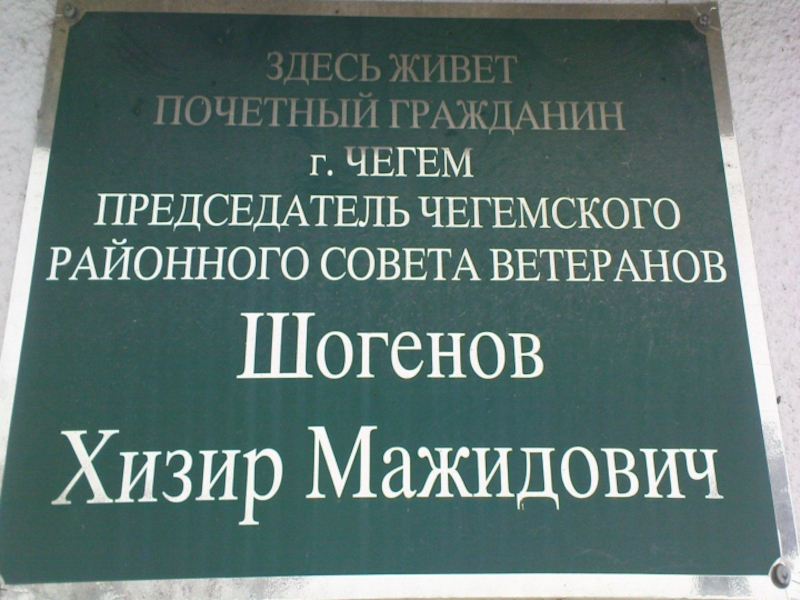 ЗДЕСЬ ЖИВЕТ
ПОЧЕТНЫЙ ГРАЖДАНИН
г. ЧЕГЕМ
ПРЕДСЕДАТЕЛЬ ЧЕГЕМСКОГО
РАЙОННОГО СОВЕТА ВЕТЕРАНОВ
Шогенов
Хизир Мажидович